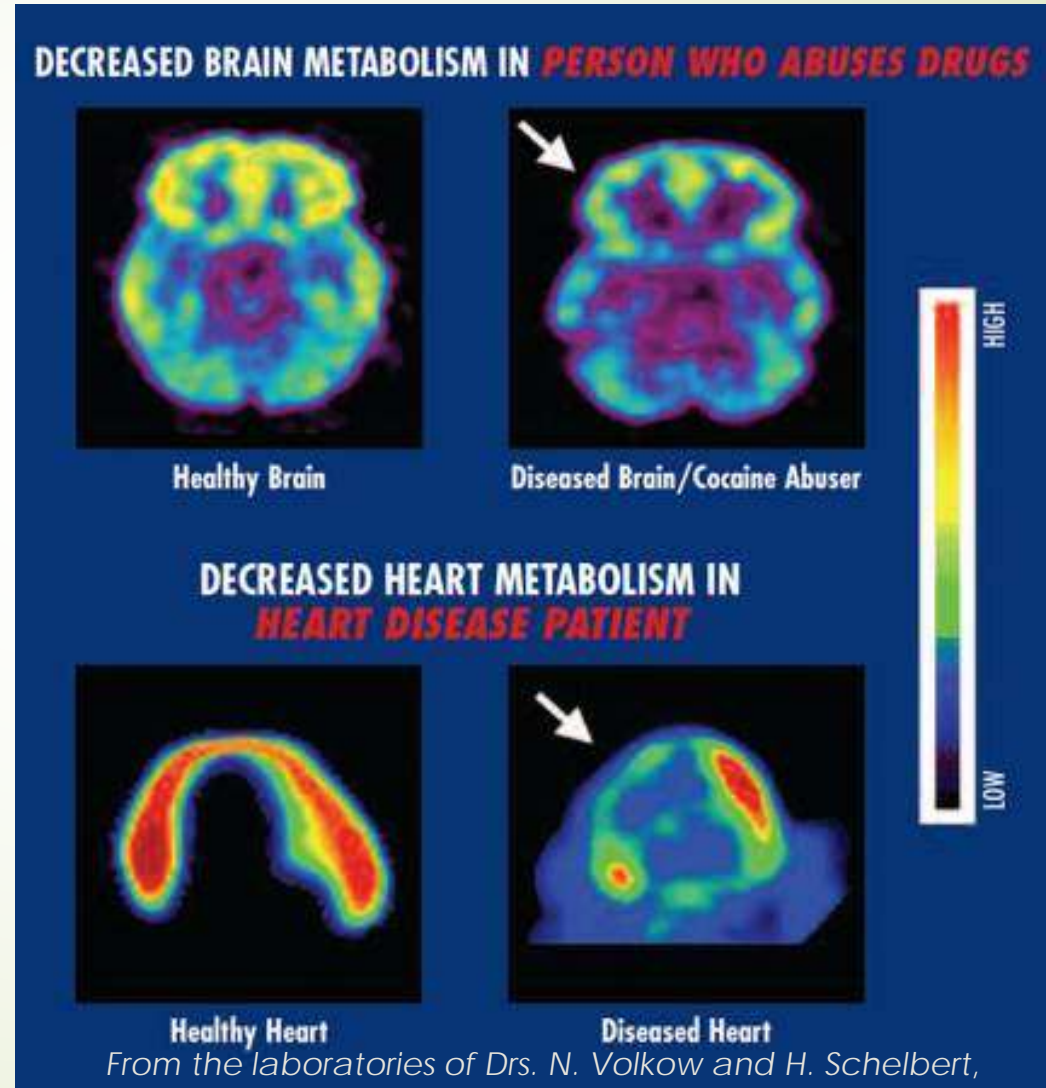 DECREASED BRAIN METABOLISM IN PERSON WHO ABUSES DRUGS
Healthy Brain
Diseased Brain/Cocaine Abuser
HIGH
LOW
DECREASED HEART METABOLISM IN
HEART DISEASE PATIENT
Healthy Heart
Diseased Heart
From the laboratories of Drs. N. Volkow and H. Schelbert,